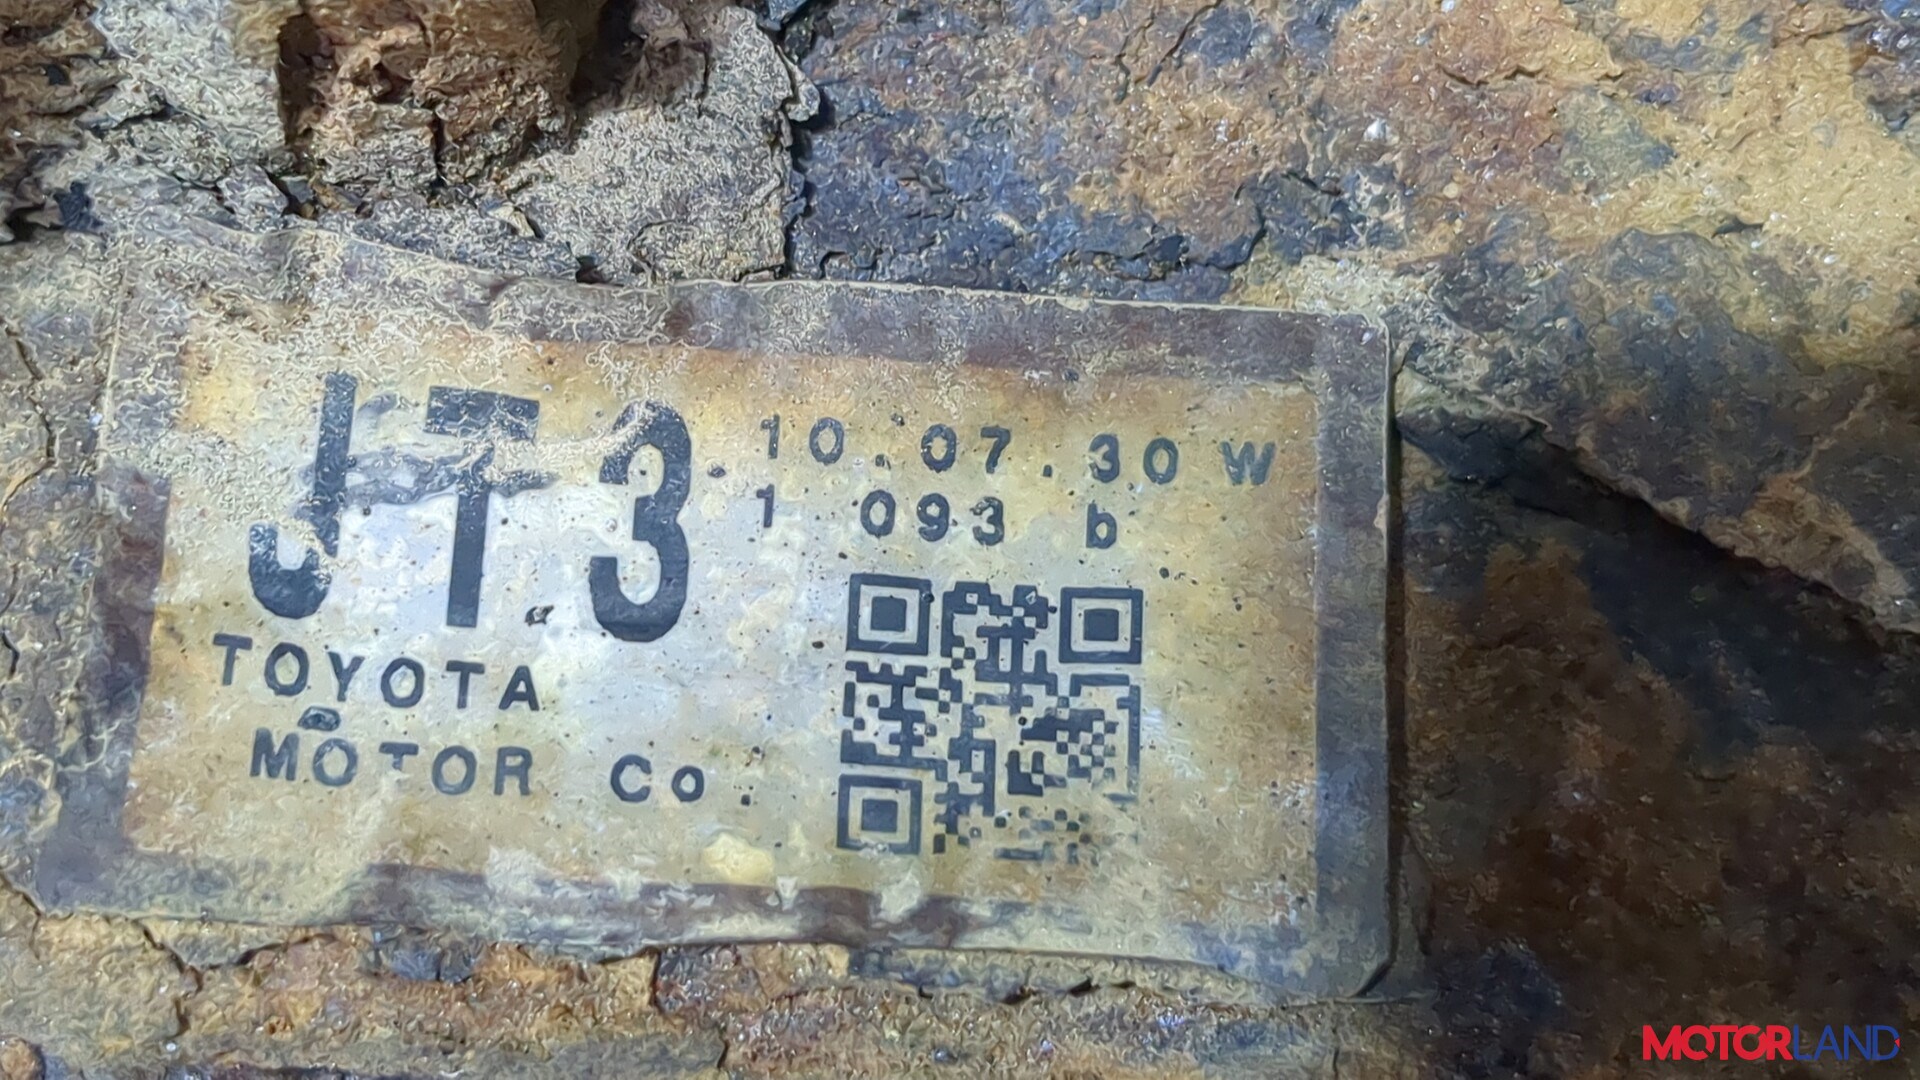 JT3
10.07.30 W
1 093 b
TOYOTA
MOTOR Co
MOTORLAND